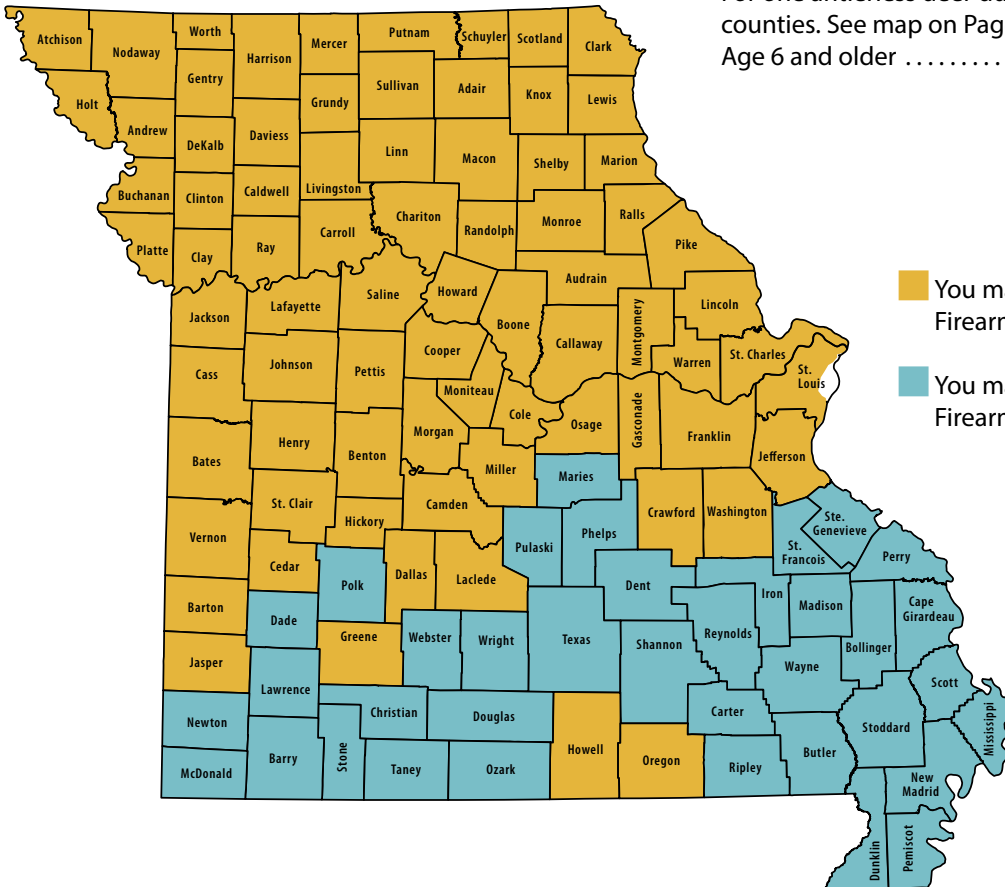 counties. See map on Pag
Age 6 and older .........
Atchison
Nodaway
Worth
Harrison
Mercer
Putnam
Schuyler
Scotland
Clark
Gentry
Sullivan
Adair
Knox
Lewis
Holt
Grundy
Andrew
DeKalb
Daviess
Linn
Macon
Shelby
Marion
Buchanan
Clinton
Caldwell
Livingston
Chariton
Randolph
Monroe
Ralls
Pike
Platte
Clay
Ray
Carroll
Audrain
Jackson
Lafayette
Saline
Howard
Boone
Callaway
Montgomery
Lincoln
Warren
St. Charles
St.
Louis
Cass
Johnson
Pettis
Cooper
Moniteau
Cole
Osage
Gasconade
Franklin
Jefferson
Bates
Henry
Benton
Morgan
Miller
Maries
St. Clair
Hickory
Camden
Pulaski
Phelps
Crawford
Washington
St.
Francois
Ste.
Genevieve
Perry
Vernon
Cedar
Polk
Dallas
Laclede
Dent
Iron
Madison
Cape
Girardeau
Barton
Dade
Greene
Webster
Wright
Texas
Shannon
Reynolds
Wayne
Bollinger
Jasper
Lawrence
Christian
Douglas
Carter
Scott
Mississippi
Stoddard
Newton
McDonald
Barry
Stone
Taney
Ozark
Howell
Oregon
Ripley
Butler
New
Madrid
Dunklin
Pemiscot
You ma
Firearm
You ma
Firearm